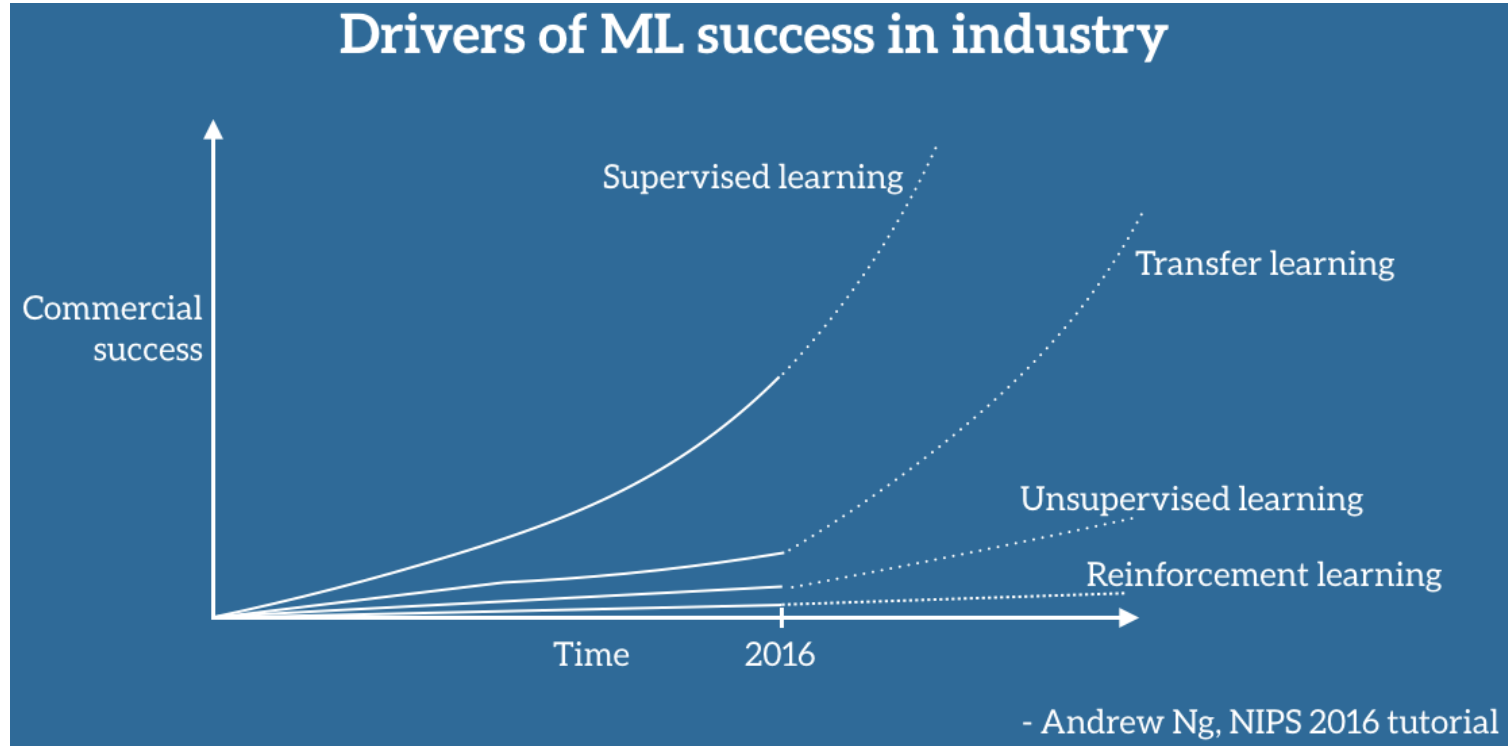 Drivers of ML success in industry
Supervised learning
Transfer learning
Commercial
success
Unsupervised learning
Reinforcement learning
Time
2016
- Andrew Ng, NIPS 2016 tutorial